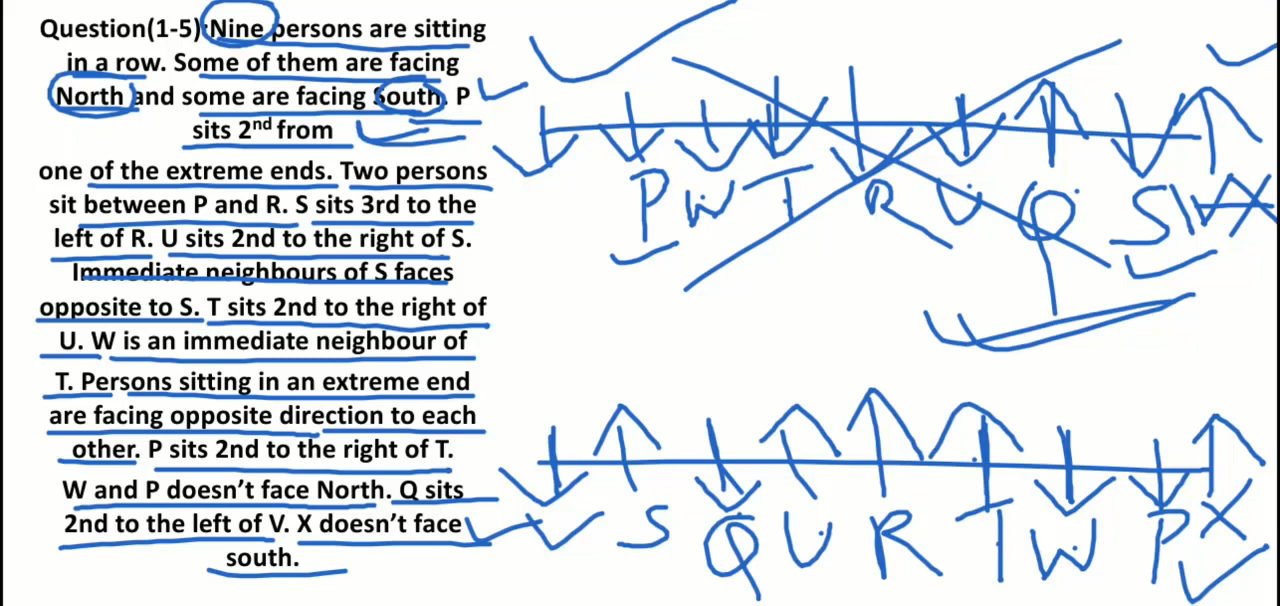 Question(1-5):Nine persons are sitting
in a row. Some of them are facing
North and some are facing South. P
sits 2nd from
one of the extreme ends. Two persons
sit between P and R. S sits 3rd to the
left of R. U sits 2nd to the right of S.
Immediate neighbours of S faces
opposite to S. T sits 2nd to the right of
U. W is an immediate neighbour of
T. Persons sitting in an extreme end
are facing opposite direction to each
other. P sits 2nd to the right of T.
W and P doesn't face North. Q sits
2nd to the left of V. X doesn't face
south.
P W T R U Q S V X
V S Q U R T W P X